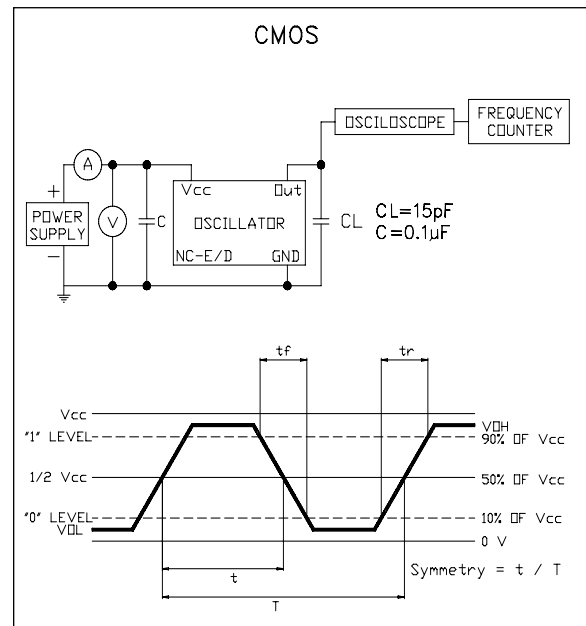 CMOS
OSCILOSCOPE
FREQUENCY
COUNTER
A
+
Vcc
Out
POWER
SUPPLY
V
C
OSCILLATOR
CL
CL=15pF
C=0.1µF
−
NC-E/D
GND
tf
tr
Vcc
VOH
"1" LEVEL
90% OF Vcc
1/2 Vcc
50% OF Vcc
"0" LEVEL
10% OF Vcc
VOL
0 V
t
Symmetry = t / T
T